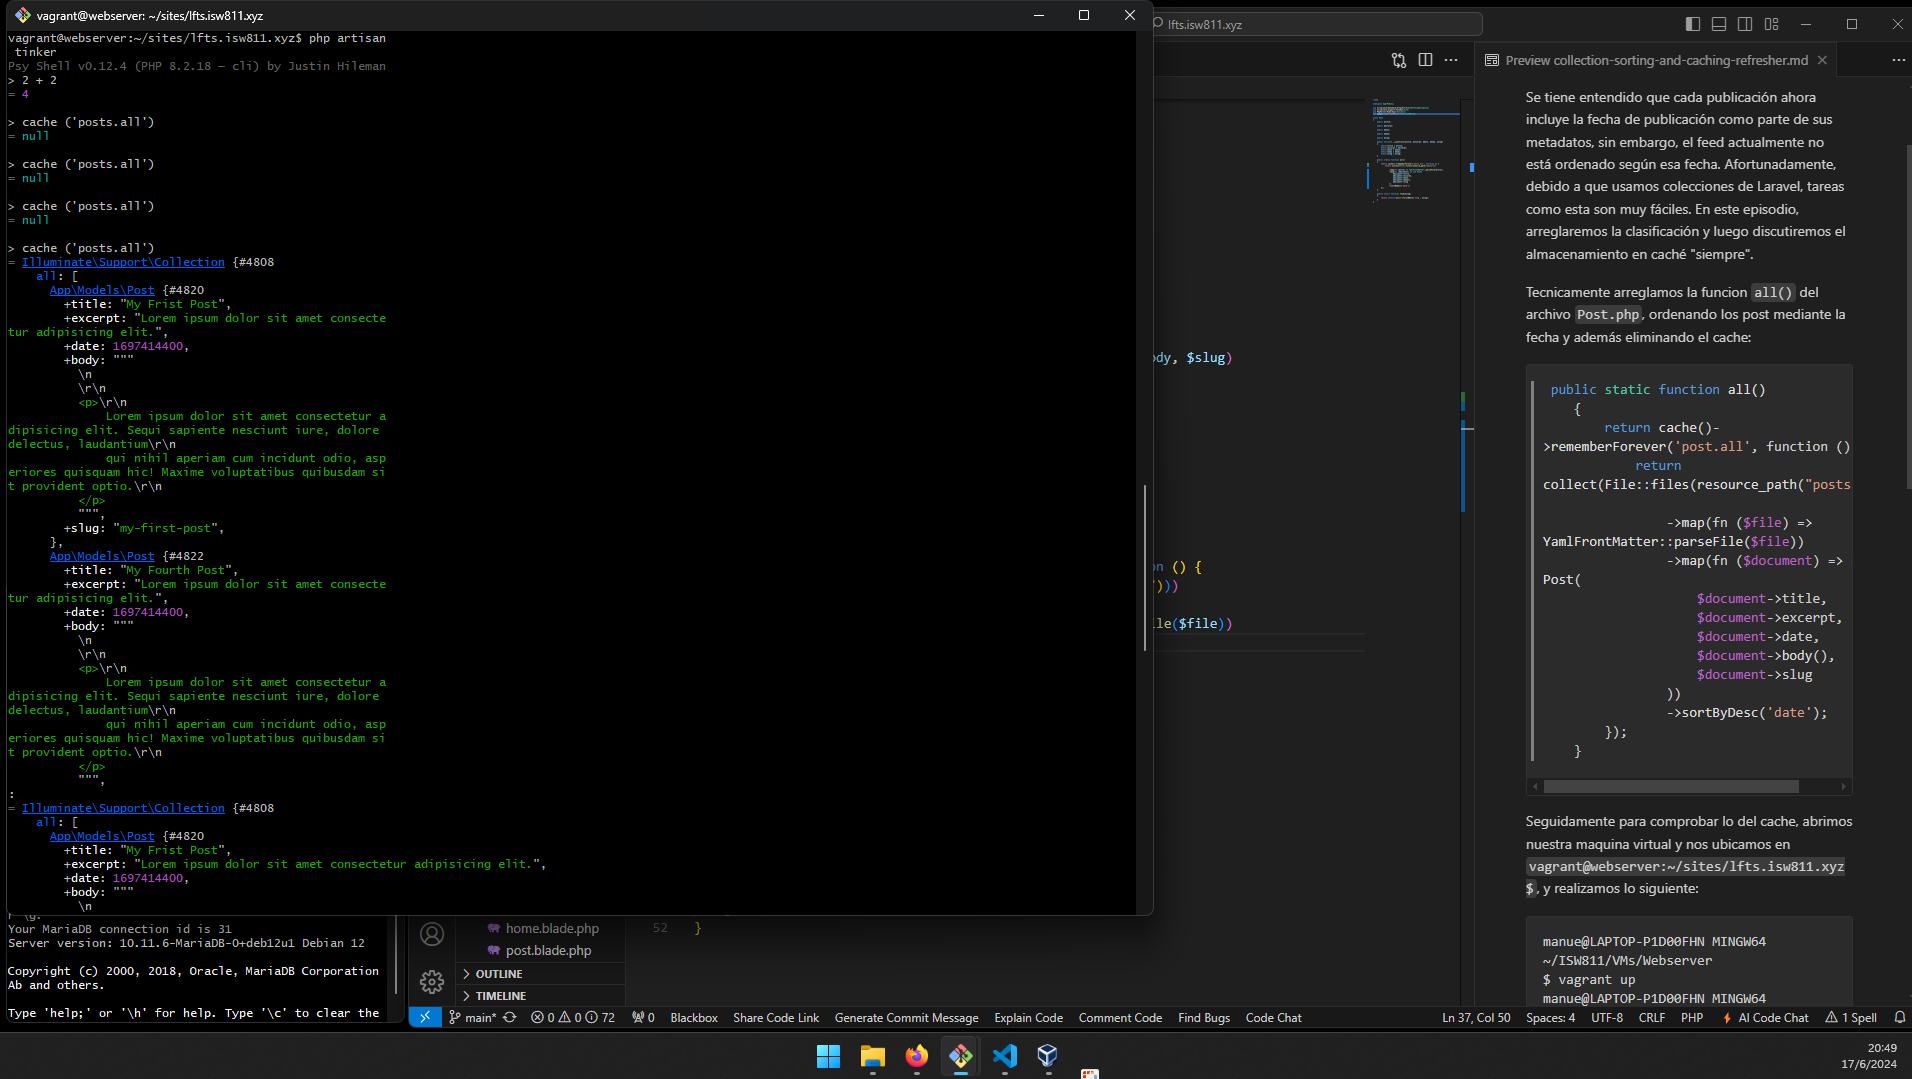 vagrant@webserver: ~/sites/lfts.isw811.xyz
vagrant@webserver:~/sites/lfts.isw811.xyz$ php artisan
 tinker
Psy Shell v0.12.4 (PHP 8.2.18 — cli) by Justin Hileman
> 2 + 2
= 4
> cache ('posts.all')
= null
> cache ('posts.all')
= null
> cache ('posts.all')
= null
> cache ('posts.all')
= Illuminate\Support\Collection {#4808
all: [
App\Models\Post {#4820
+title: "My Frist Post",
+excerpt: "Lorem ipsum dolor sit amet consecte
tur adipisicing elit.",
+date: 1697414400,
+body: """
\n
\r\n
<p>\r\n
Lorem ipsum dolor sit amet consectetur a
dipisicing elit. Sequi sapiente nesciunt iure, dolore
delectus, laudantium\r\n
qui nihil aperiam cum incidunt odio, asp
eriores quisquam hic! Maxime voluptatibus quibusdam si
t provident optio.\r\n
</p>
""",
+slug: "my-first-post",
},
App\Models\Post {#4822
+title: "My Fourth Post",
+excerpt: "Lorem ipsum dolor sit amet consecte
tur adipisicing elit.",
+date: 1697414400,
+body: """
\n
\r\n
<p>\r\n
Lorem ipsum dolor sit amet consectetur a
dipisicing elit. Sequi sapiente nesciunt iure, dolore
delectus, laudantium\r\n
qui nihil aperiam cum incidunt odio, asp
eriores quisquam hic! Maxime voluptatibus quibusdam si
t provident optio.\r\n
</p>
""",
:
= Illuminate\Support\Collection {#4808
all: [
App\Models\Post {#4820
+title: "My Frist Post",
+excerpt: "Lorem ipsum dolor sit amet consectetur adipisicing elit.",
+date: 1697414400,
+body: """
\n
Your MariaDB connection id is 31
Server version: 10.11.6-MariaDB-0+deb12u1 Debian 12
Copyright (c) 2000, 2018, Oracle, MariaDB Corporation
Ab and others.
Type 'help;' or '\h' for help. Type '\c' to clear the
lfts.isw811.xyz
dy, $slug)
on () {
')))
le($file))
home.blade.php
post.blade.php
OUTLINE
TIMELINE
52 }
Preview collection-sorting-and-caching-refresher.md
Se tiene entendido que cada publicación ahora
incluye la fecha de publicación como parte de sus
metadatos, sin embargo, el feed actualmente no
está ordenado según esa fecha. Afortunadamente,
debido a que usamos colecciones de Laravel, tareas
como esta son muy fáciles. En este episodio,
arreglaremos la clasificación y luego discutiremos el
almacenamiento en caché "siempre".
Tecnicamente arreglamos la funcion all() del
archivo Post.php, ordenando los post mediante la
fecha y además eliminando el cache:
public static function all()
{
return cache()-
>rememberForever('post.all', function ()
return
collect(File::files(resource_path("posts
->map(fn ($file) =>
YamlFrontMatter::parseFile($file))
->map(fn ($document) =>
Post(
$document->title,
$document->excerpt,
$document->date,
$document->body(),
$document->slug
))
->sortByDesc('date');
});
}
Seguidamente para comprobar lo del cache, abrimos
nuestra maquina virtual y nos ubicamos en
vagrant@webserver:~/sites/lfts.isw811.xyz
$, y realizamos lo siguiente:
manue@LAPTOP-P1D00FHN MINGW64
~/ISW811/VMs/Webserver
$ vagrant up
manue@LAPTOP-P1D00FHN MINGW64
main* 0 0 72 0 Blackbox Share Code Link Generate Commit Message Explain Code Comment Code Find Bugs Code Chat Ln 37, Col 50 Spaces: 4 UTF-8 CRLF PHP AI Code Chat 1 Spell
20:49
17/6/2024